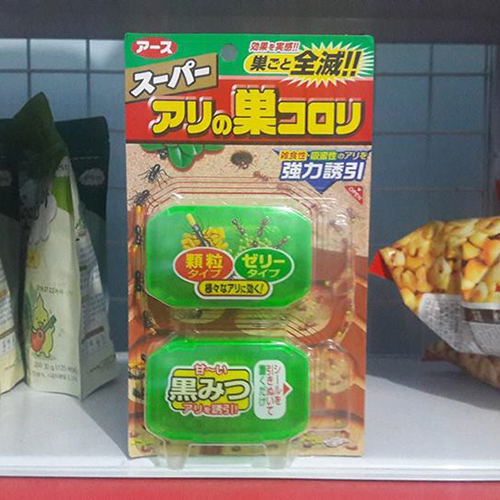 アース
効果を実感!!
巣ごと全滅!!
スーパー
アリの巣コロリ
雑食性・吸蜜性のアリを
強力誘引
顆粒
タイプ
ゼリー
タイプ
様々なアリに効く!
甘〜い
黒みつ
アリを誘引!!
シールを
引きぬいて
置くだけ